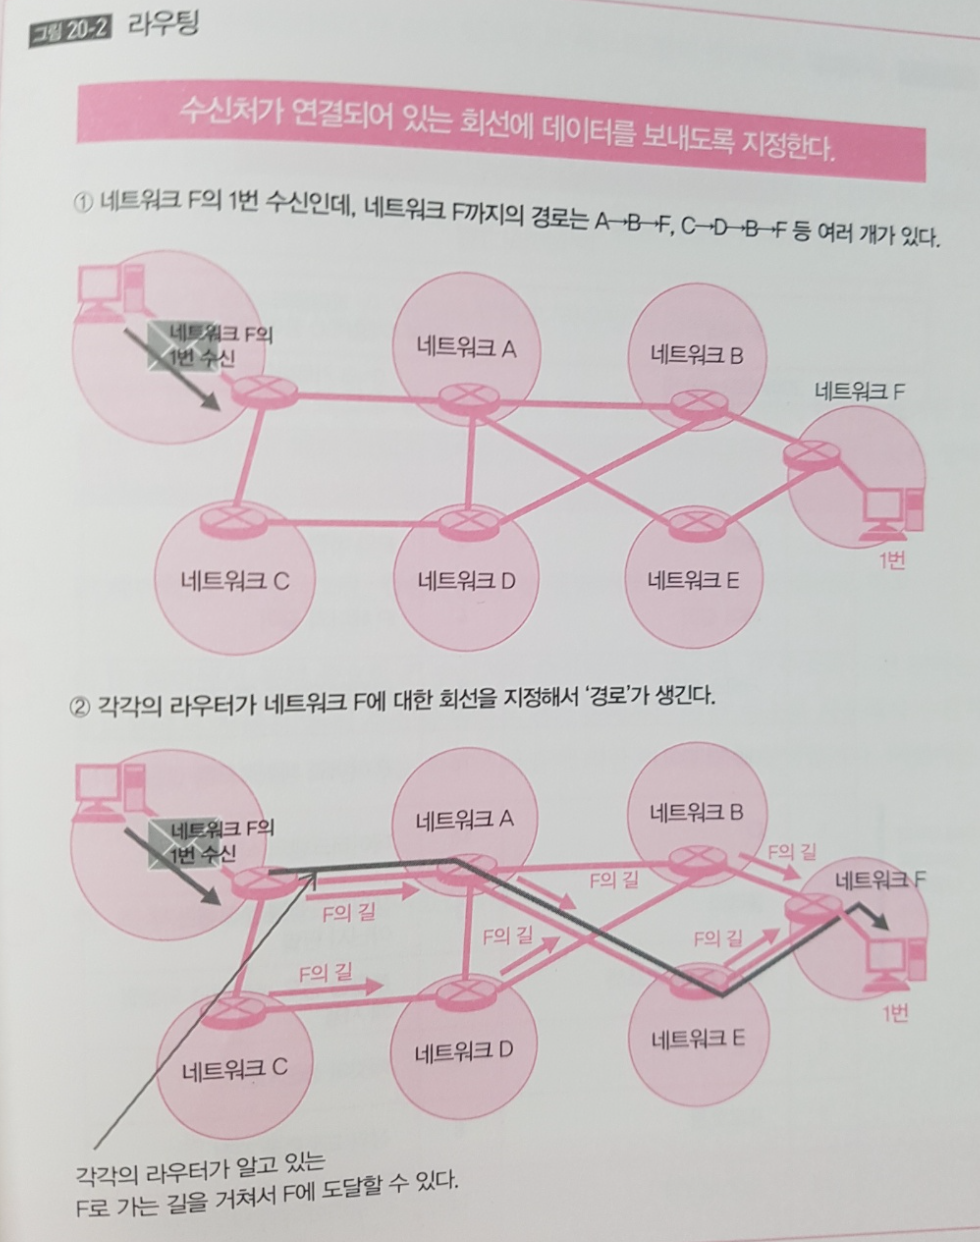 그림 20-2 라우팅
수신처가 연결되어 있는 회선에 데이터를 보내도록 지정한다.
① 네트워크 F의 1번 수신인데, 네트워크 F까지의 경로는 A→B→F, C→D→B→F 등 여러 개가 있다.
네트워크 F의
1번 수신
네트워크 A
네트워크 B
네트워크 F
네트워크 C
네트워크 D
네트워크 E
1번
② 각각의 라우터가 네트워크 F에 대한 회선을 지정해서 '경로'가 생긴다.
네트워크 F의
1번 수신
네트워크 A
네트워크 B
F의 길
네트워크 F
F의 길
F의 길
F의 길
F의 길
F의 길
네트워크 C
네트워크 D
네트워크 E
1번
각각의 라우터가 알고 있는
F로 가는 길을 거쳐서 F에 도달할 수 있다.